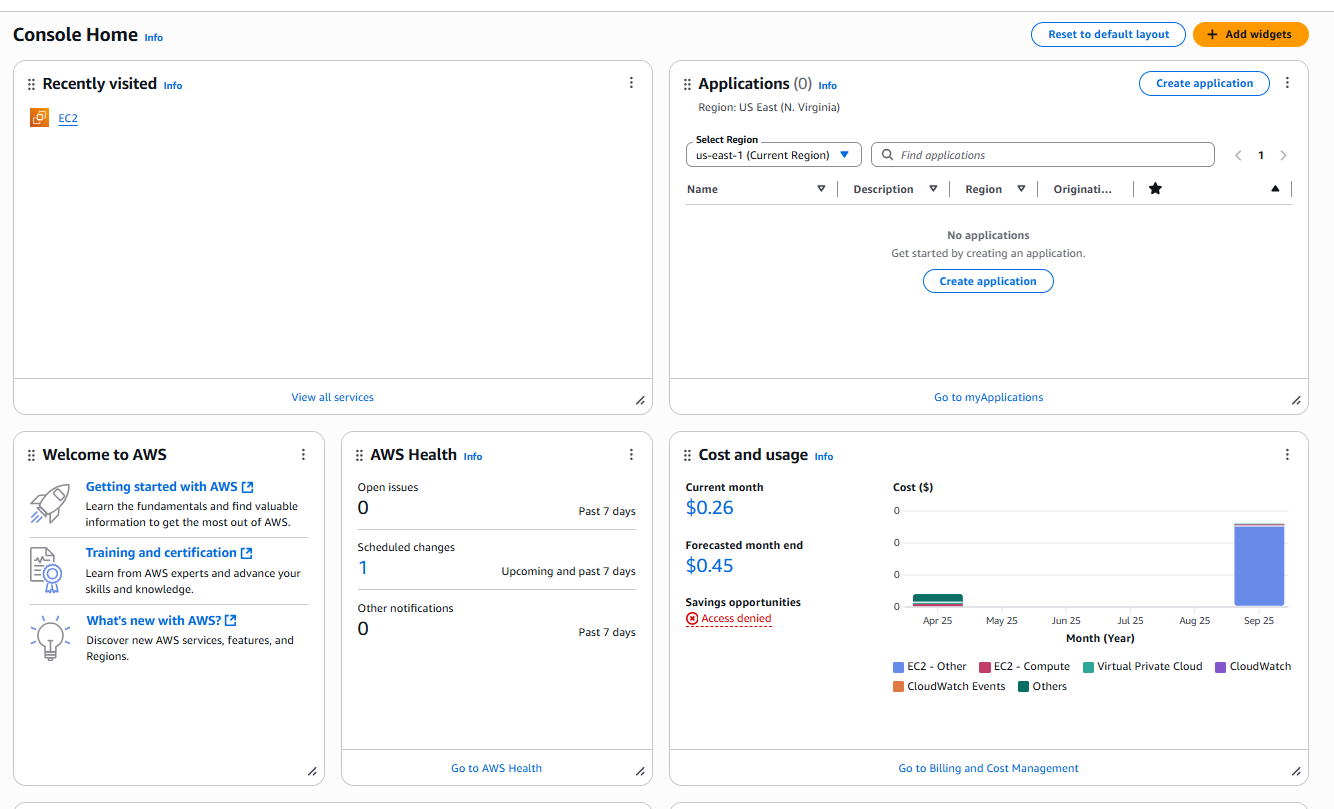 Console Home Info
Reset to default layout
+ Add widgets
Recently visited Info
EC2
View all services
Applications (0) Info
Create application
Region: US East (N. Virginia)
Select Region
us-east-1 (Current Region)
Find applications
1
Name Description Region Originati...
No applications
Get started by creating an application.
Create application
Go to myApplications
Welcome to AWS
Getting started with AWS
Learn the fundamentals and find valuable
information to get the most out of AWS.
Training and certification
Learn from AWS experts and advance your
skills and knowledge.
What's new with AWS?
Discover new AWS services, features, and
Regions.
AWS Health Info
Open issues
0 Past 7 days
Scheduled changes
1 Upcoming and past 7 days
Other notifications
0 Past 7 days
Go to AWS Health
Cost and usage Info
Current month
$0.26
Forecasted month end
$0.45
Savings opportunities
Access denied
Cost ($)
0
0
0
0
Apr 25 May 25 Jun 25 Jul 25 Aug 25 Sep 25
Month (Year)
EC2 - Other EC2 - Compute Virtual Private Cloud CloudWatch
CloudWatch Events Others
Go to Billing and Cost Management